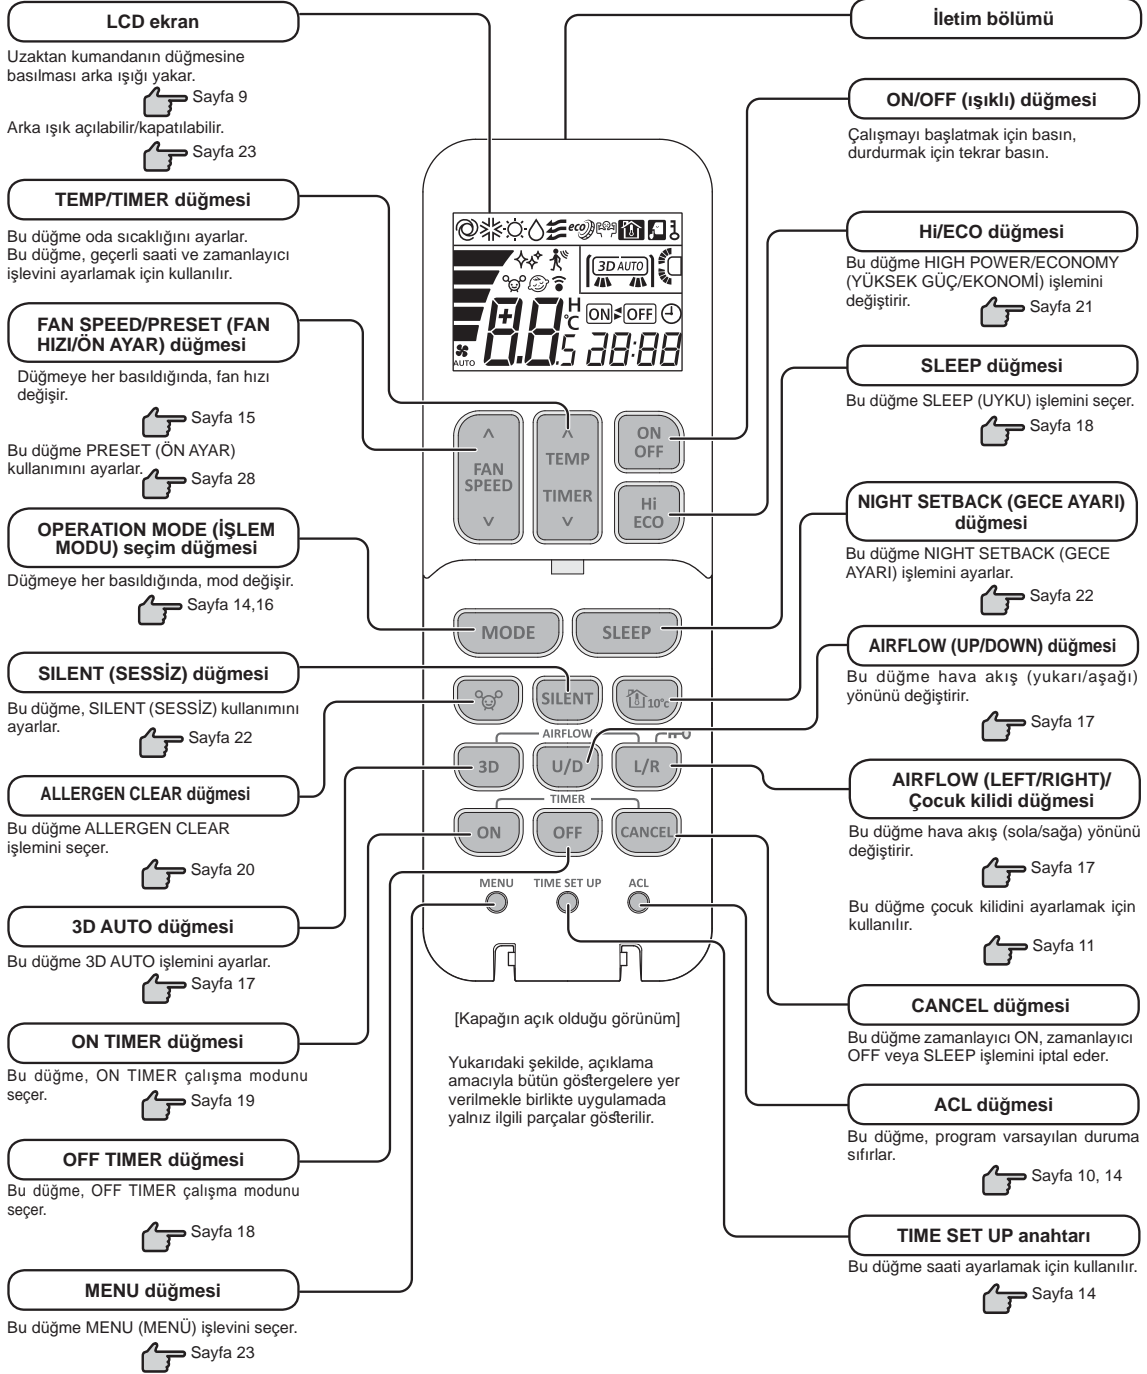 LCD ekran
Uzaktan kumandanın düğmesine
basılması arka ışığı yakar.
Sayfa 9
Arka ışık açılabilir/kapatılabilir.
Sayfa 23
TEMP/TIMER düğmesi
Bu düğme oda sıcaklığını ayarlar.
Bu düğme, geçerli saati ve zamanlayıcı
işlevini ayarlamak için kullanılır.
FAN SPEED/PRESET (FAN
HIZI/ÖN AYAR) düğmesi
Düğmeye her basıldığında, fan hızı
değişir.
Sayfa 15
Bu düğme PRESET (ÖN AYAR)
kullanımını ayarlar.
Sayfa 28
OPERATION MODE (İŞLEM
MODU) seçim düğmesi
Düğmeye her basıldığında, mod değişir.
Sayfa 14,16
SILENT (SESSİZ) düğmesi
Bu düğme, SILENT (SESSİZ) kullanımını
ayarlar.
Sayfa 22
ALLERGEN CLEAR düğmesi
Bu düğme ALLERGEN CLEAR
işlemini seçer.
Sayfa 20
3D AUTO düğmesi
Bu düğme 3D AUTO işlemini ayarlar.
Sayfa 17
ON TIMER düğmesi
Bu düğme, ON TIMER çalışma modunu
seçer.
Sayfa 19
OFF TIMER düğmesi
Bu düğme, OFF TIMER çalışma modunu
seçer.
Sayfa 18
MENU düğmesi
Bu düğme MENU (MENÜ) işlevini seçer.
Sayfa 23
eco
3D AUTO
H
°C
ON OFF
AUTO
8.8.5 88:88
FAN
SPEED
TEMP
TIMER
ON
OFF
Hi
ECO
MODE
SLEEP
SILENT
10°C
AIRFLOW
3D
U/D
L/R
TIMER
ON
OFF
CANCEL
MENU
TIME SET UP
ACL
[Kapağın açık olduğu görünüm]
Yukarıdaki şekilde, açıklama
amacıyla bütün göstergelere yer
verilmekle birlikte uygulamada
yalnız ilgili parçalar gösterilir.
İletim bölümü
ON/OFF (ışıklı) düğmesi
Çalışmayı başlatmak için basın,
durdurmak için tekrar basın.
Hi/ECO düğmesi
Bu düğme HIGH POWER/ECONOMY
(YÜKSEK GÜÇ/EKONOMİ) işlemini
değiştirir.
Sayfa 21
SLEEP düğmesi
Bu düğme SLEEP (UYKU) işlemini seçer.
Sayfa 18
NIGHT SETBACK (GECE AYARI)
düğmesi
Bu düğme NIGHT SETBACK (GECE
AYARI) işlemini ayarlar.
Sayfa 22
AIRFLOW (UP/DOWN) düğmesi
Bu düğme hava akış (yukarı/aşağı)
yönünü değiştirir.
Sayfa 17
AIRFLOW (LEFT/RIGHT)/
Çocuk kilidi düğmesi
Bu düğme hava akış (sola/sağa) yönünü
değiştirir.
Sayfa 17
Bu düğme çocuk kilidini ayarlamak için
kullanılır.
Sayfa 11
CANCEL düğmesi
Bu düğme zamanlayıcı ON, zamanlayıcı
OFF veya SLEEP işlemini iptal eder.
ACL düğmesi
Bu düğme, program varsayılan duruma
sıfırlar.
Sayfa 10, 14
TIME SET UP anahtarı
Bu düğme saati ayarlamak için kullanılır.
Sayfa 14